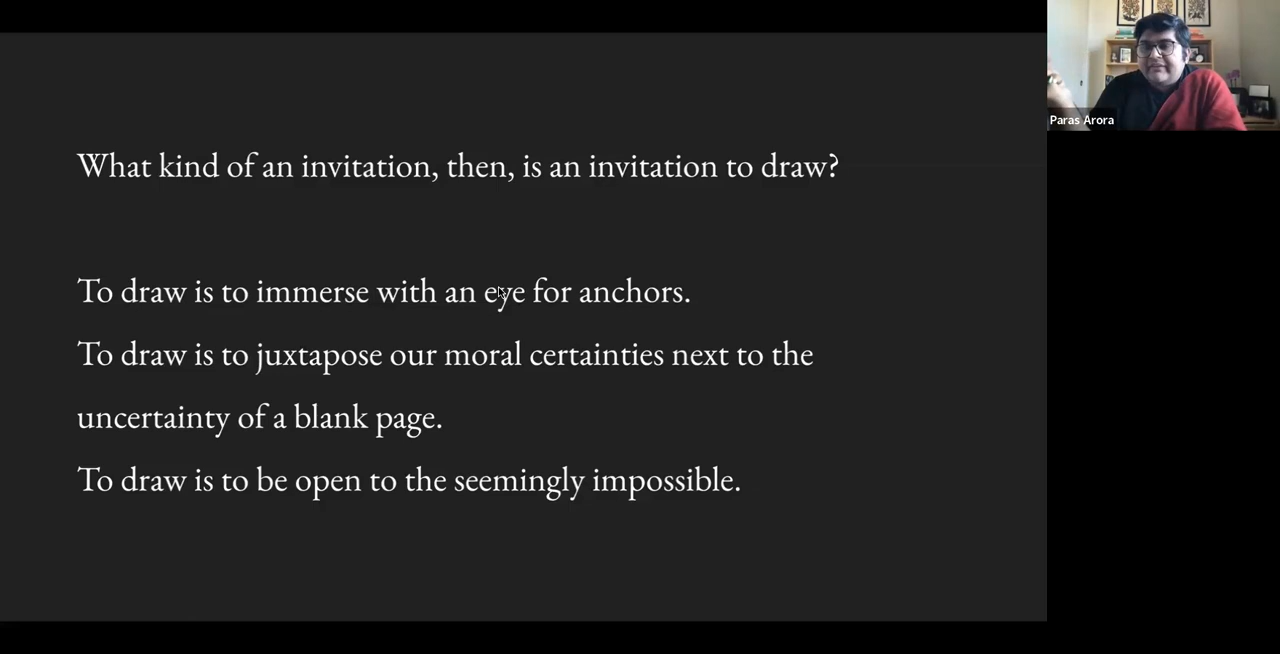 What kind of an invitation, then, is an invitation to draw?
To draw is to immerse with an eye for anchors.
To draw is to juxtapose our moral certainties next to the
uncertainty of a blank page.
To draw is to be open to the seemingly impossible.
Paras Arora